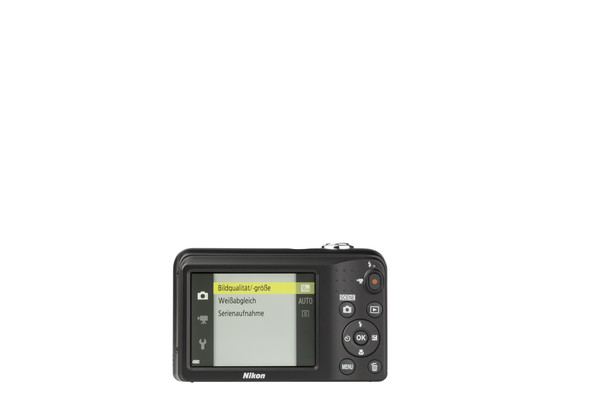 Bildqualität/-größe
Weißabgleich AUTO
Serienaufnahme S
SCENE
OK
MENU
Nikon